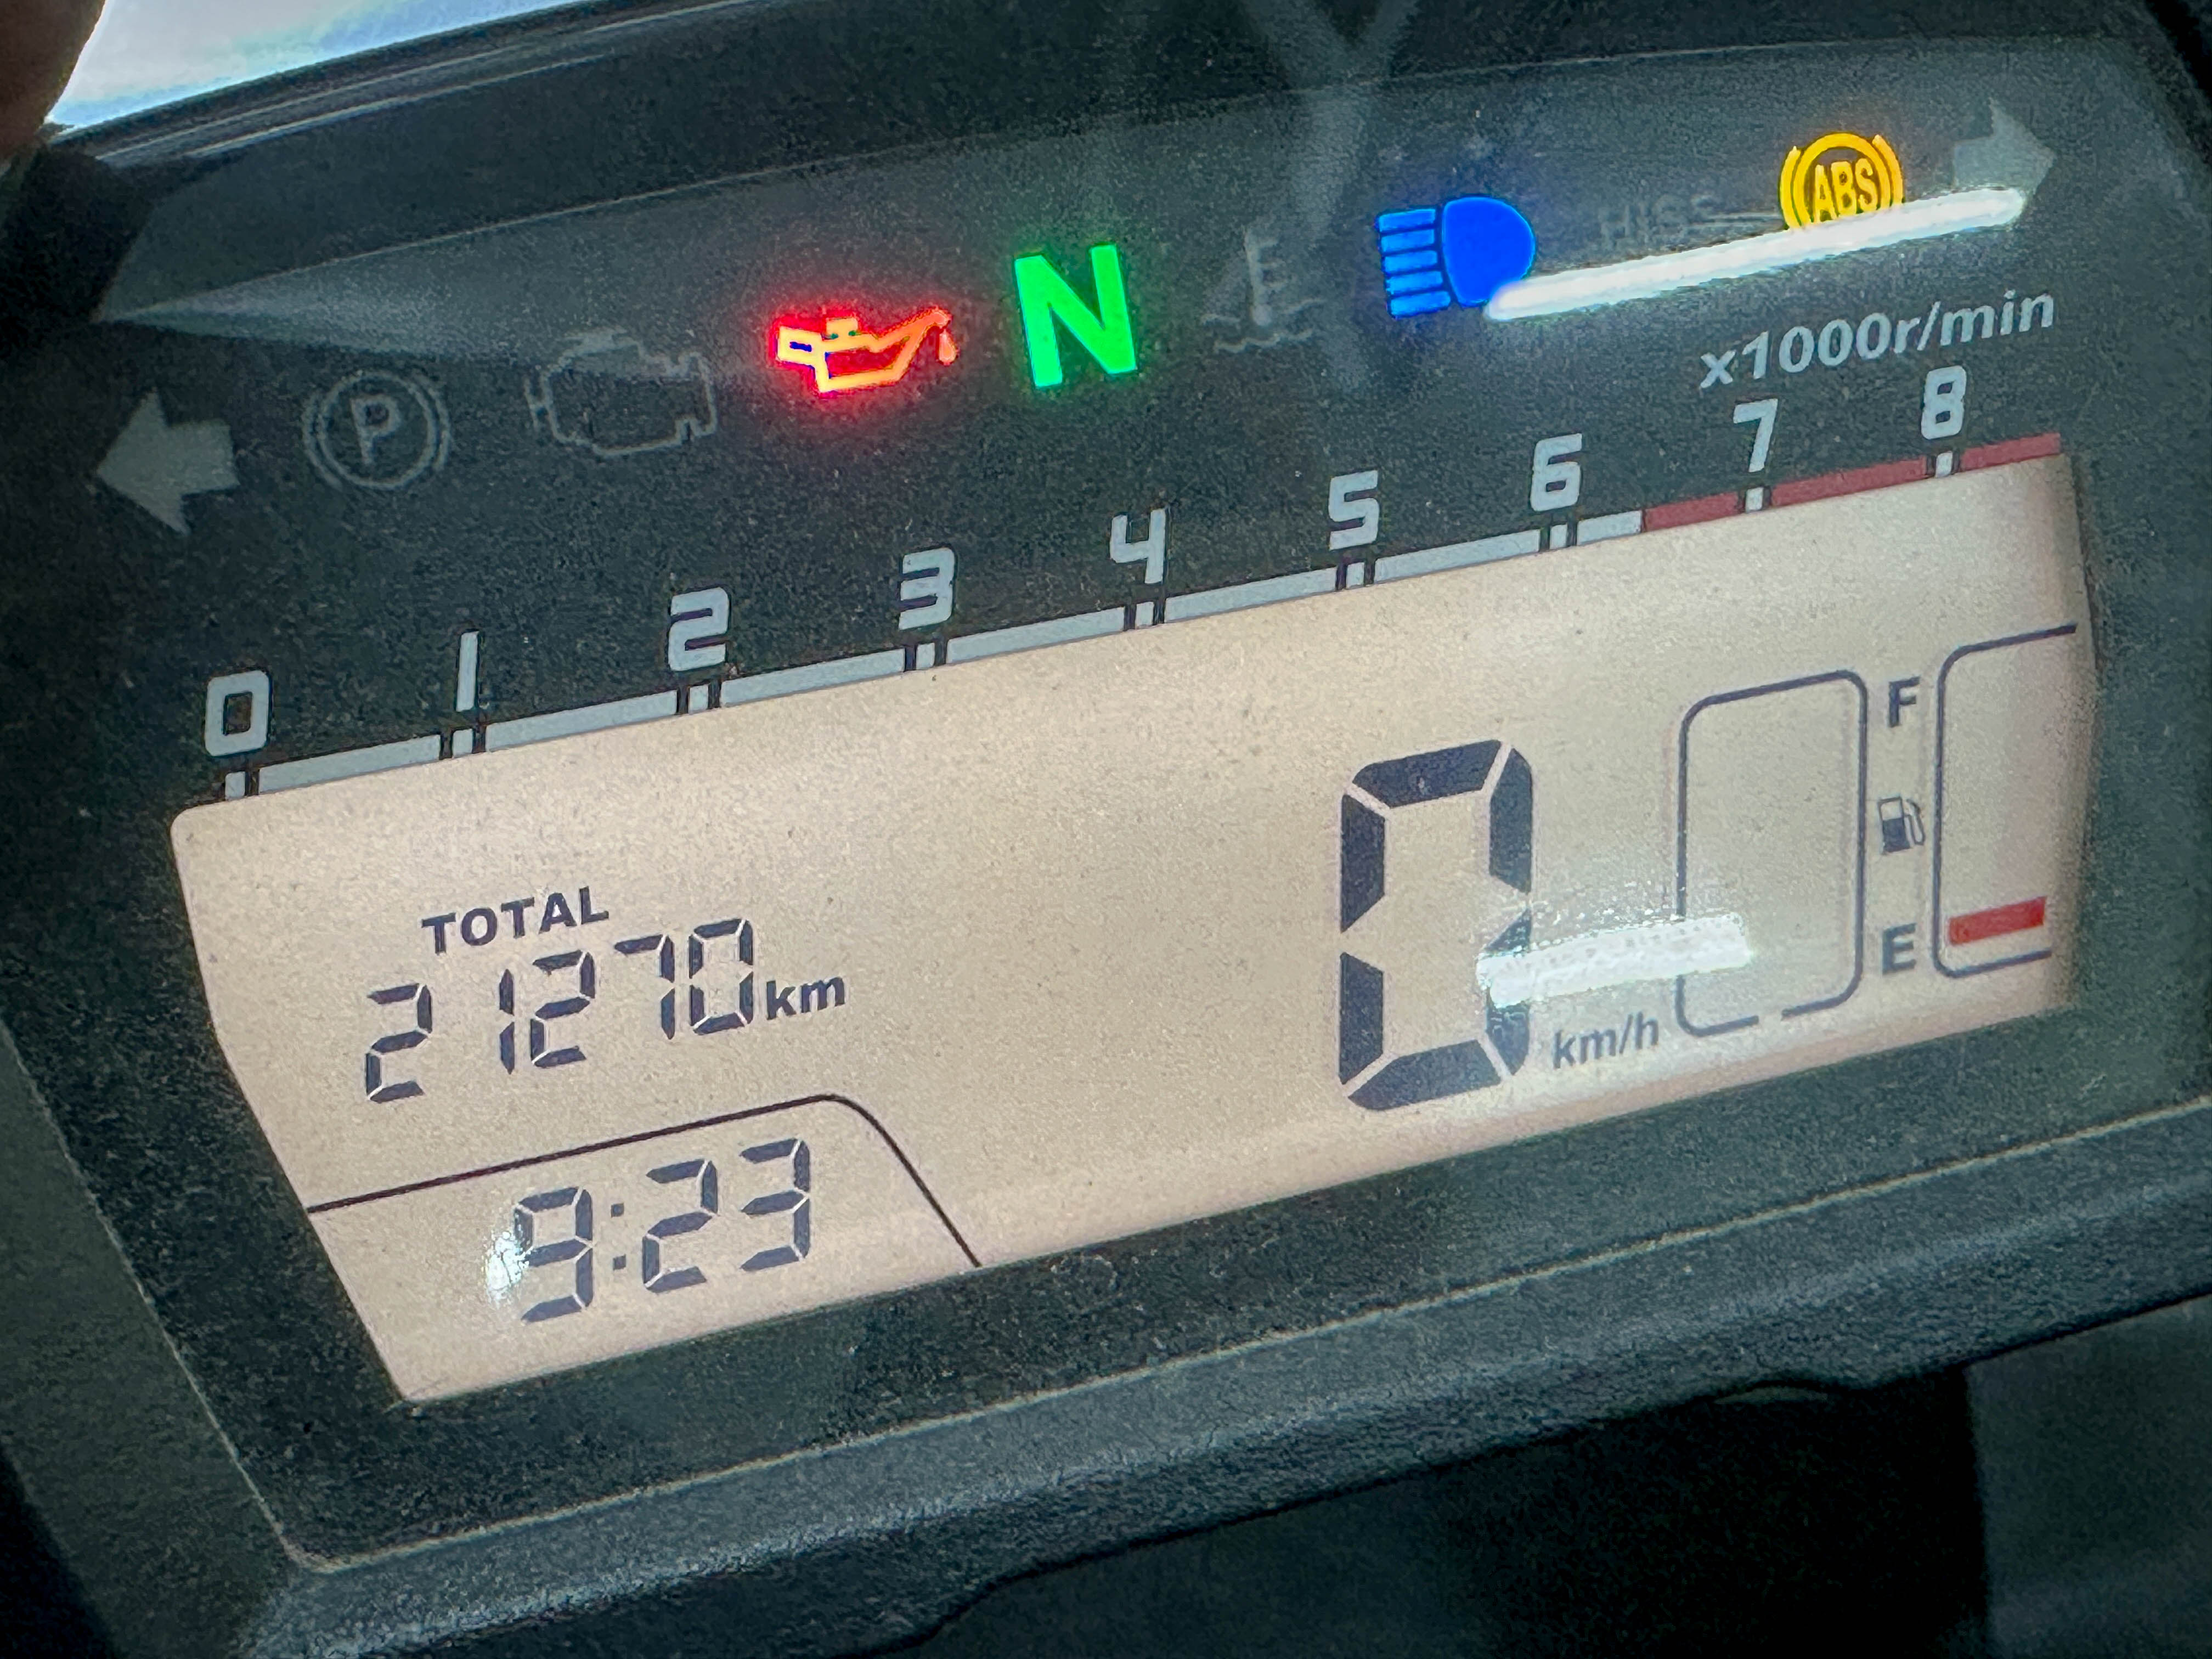 P
N
HISS
ABS
x1000r/min
0 1 2 3 4 5 6 7 8
TOTAL
21270km
0 km/h
F
E
9:23